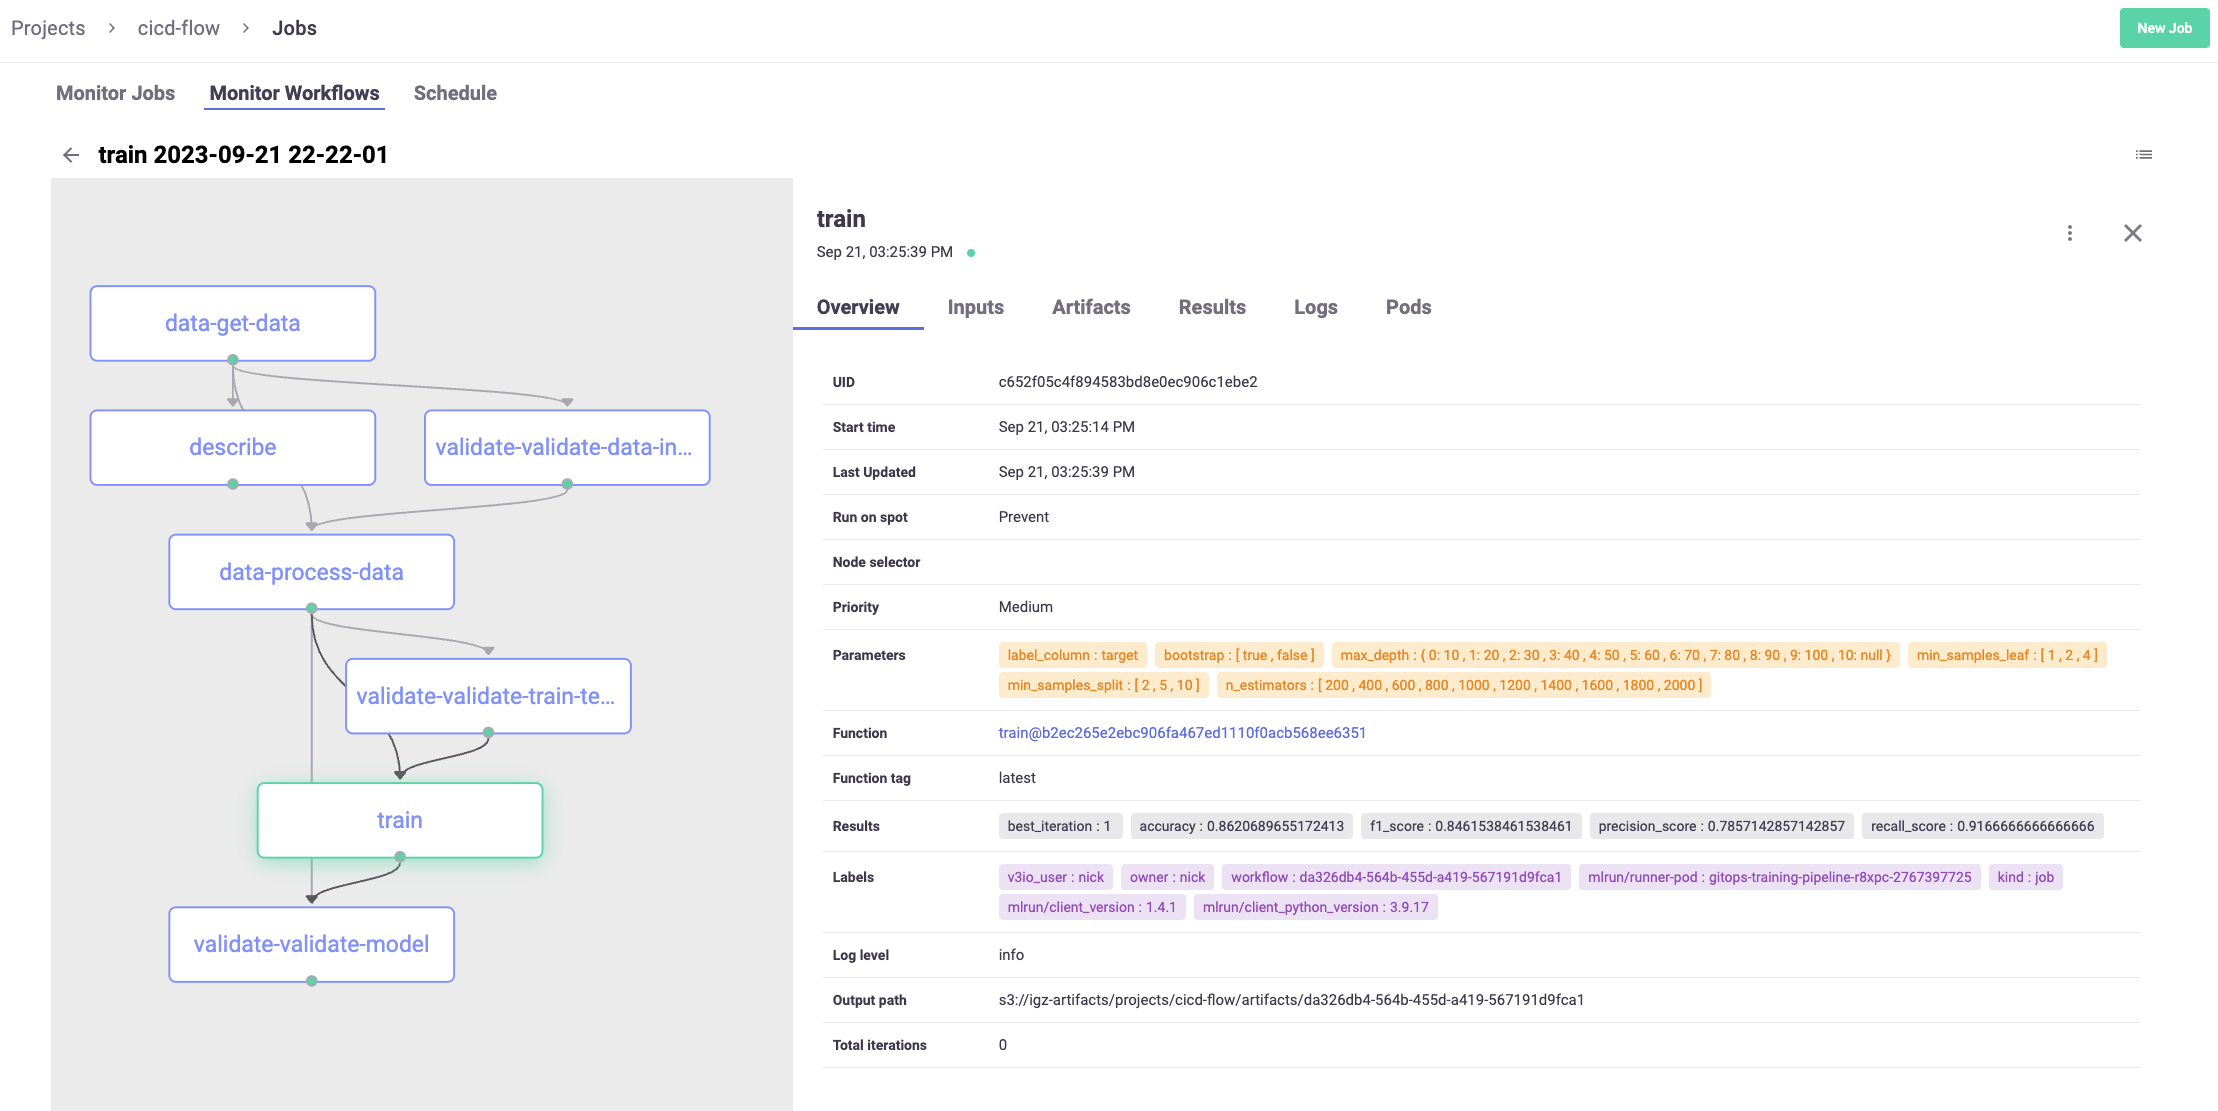 Projects > cicd-flow > Jobs
New Job
Monitor Jobs Monitor Workflows Schedule
train 2023-09-21 22-22-01
data-get-data
describe
validate-validate-data-in...
data-process-data
validate-validate-train-te...
train
validate-validate-model
train
Sep 21, 03:25:39 PM
Overview Inputs Artifacts Results Logs Pods
UID c652f05c4f894583bd8e0ec906c1ebe2
Start time Sep 21, 03:25:14 PM
Last Updated Sep 21, 03:25:39 PM
Run on spot Prevent
Node selector
Priority Medium
Parameters label_column : target bootstrap : [ true , false ] max_depth : { 0: 10 , 1: 20 , 2: 30 , 3: 40 , 4: 50 , 5: 60 , 6: 70 , 7: 80 , 8: 90 , 9: 100 , 10: null } min_samples_leaf : [ 1 , 2 , 4 ]
min_samples_split : [ 2 , 5 , 10 ] n_estimators : [ 200 , 400 , 600 , 800 , 1000 , 1200 , 1400 , 1600 , 1800 , 2000 ]
Function train@b2ec265e2ebc906fa467ed1110f0acb568ee6351
Function tag latest
Results best_iteration : 1 accuracy : 0.8620689655172413 f1_score : 0.8461538461538461 precision_score : 0.7857142857142857 recall_score : 0.9166666666666666
Labels v3io_user : nick owner : nick workflow : da326db4-564b-455d-a419-567191d9fca1 mlrun/runner-pod : gitops-training-pipeline-r8xpc-2767397725 kind : job
mlrun/client_version : 1.4.1 mlrun/client_python_version : 3.9.17
Log level info
Output path s3://igz-artifacts/projects/cicd-flow/artifacts/da326db4-564b-455d-a419-567191d9fca1
Total iterations 0